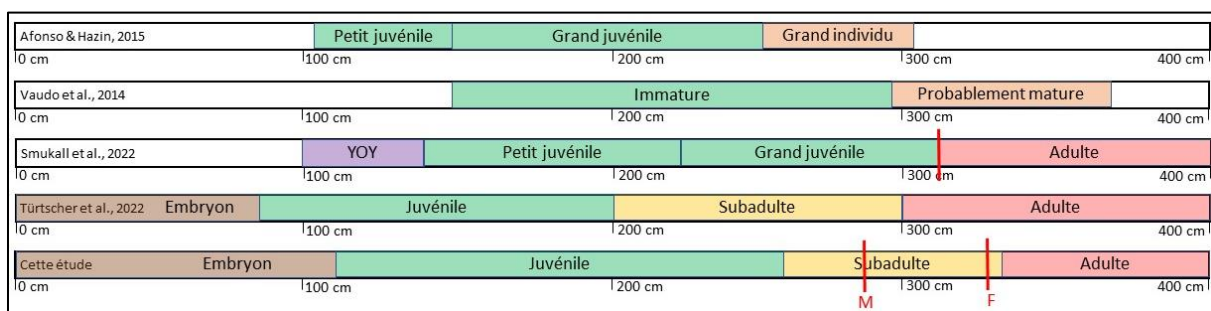 Afonso & Hazin, 2015 Petit juvénile Grand juvénile Grand individu
0 cm 100 cm 200 cm 300 cm 400 cm
Vaudo et al., 2014 Immature Probablement mature
0 cm 100 cm 200 cm 300 cm 400 cm
Smukall et al., 2022 YOY Petit juvénile Grand juvénile Adulte
0 cm 100 cm 200 cm 300 cm 400 cm
Türtscher et al., 2022 Embryon Juvénile Subadulte Adulte
0 cm 100 cm 200 cm 300 cm 400 cm
Cette étude Embryon Juvénile Subadulte Adulte
0 cm 100 cm 200 cm 300 cm 400 cm
M F